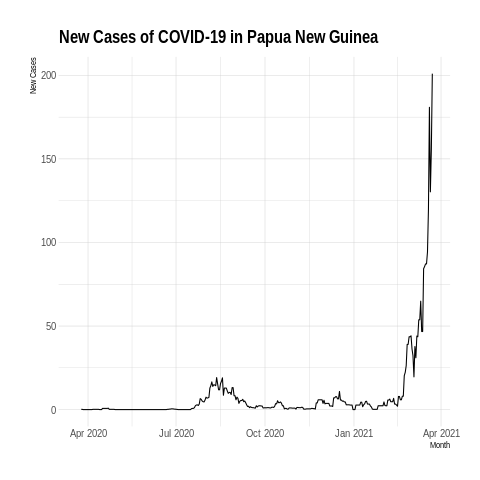 New Cases of COVID-19 in Papua New Guinea
New Cases
200
150
100
50
0
Apr 2020 Jul 2020 Oct 2020 Jan 2021 Apr 2021
Month